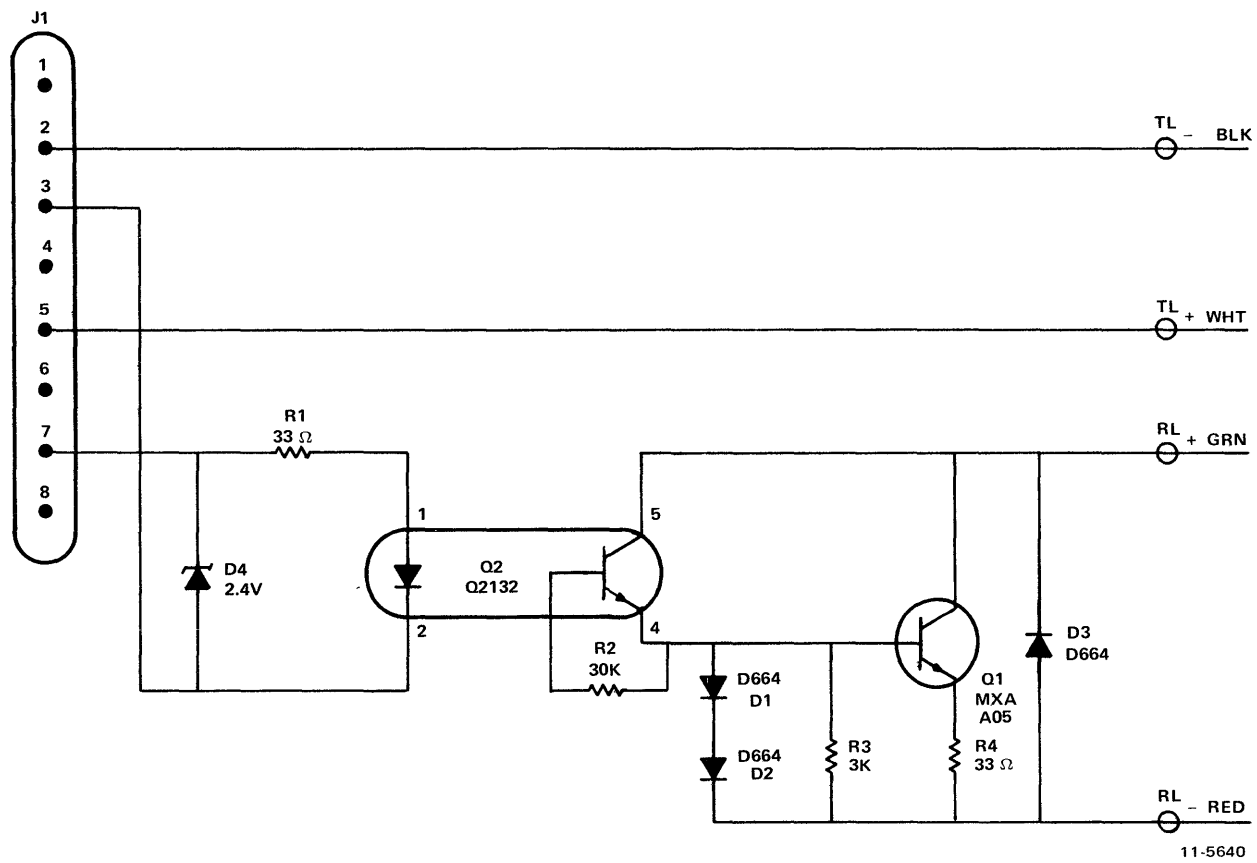 J1
1
2
3
4
5
6
7
8
TL - BLK
TL + WHT
RL + GRN
RL - RED
R1
33 Ω
D4
2.4V
1
2
Q2
Q2132
5
4
R2
30K
D664
D1
D664
D2
R3
3K
Q1
MXA
A05
R4
33 Ω
D3
D664
11-5640